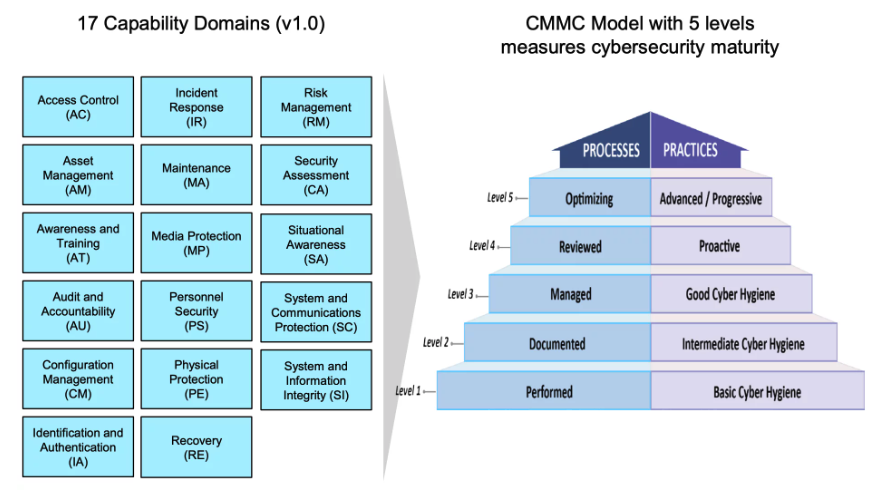 17 Capability Domains (v1.0)
Access Control
(AC)
Incident
Response
(IR)
Risk
Management
(RM)
Asset
Management
(AM)
Maintenance
(MA)
Security
Assessment
(CA)
Awareness and
Training
(AT)
Media Protection
(MP)
Situational
Awareness
(SA)
Audit and
Accountability
(AU)
Personnel
Security
(PS)
System and
Communications
Protection (SC)
Configuration
Management
(CM)
Physical
Protection
(PE)
System and
Information
Integrity (SI)
Identification and
Authentication
(IA)
Recovery
(RE)
CMMC Model with 5 levels
measures cybersecurity maturity
PROCESSES
PRACTICES
Level 5
Optimizing
Advanced / Progressive
Level 4
Reviewed
Proactive
Level 3
Managed
Good Cyber Hygiene
Level 2
Documented
Intermediate Cyber Hygiene
Level 1
Performed
Basic Cyber Hygiene